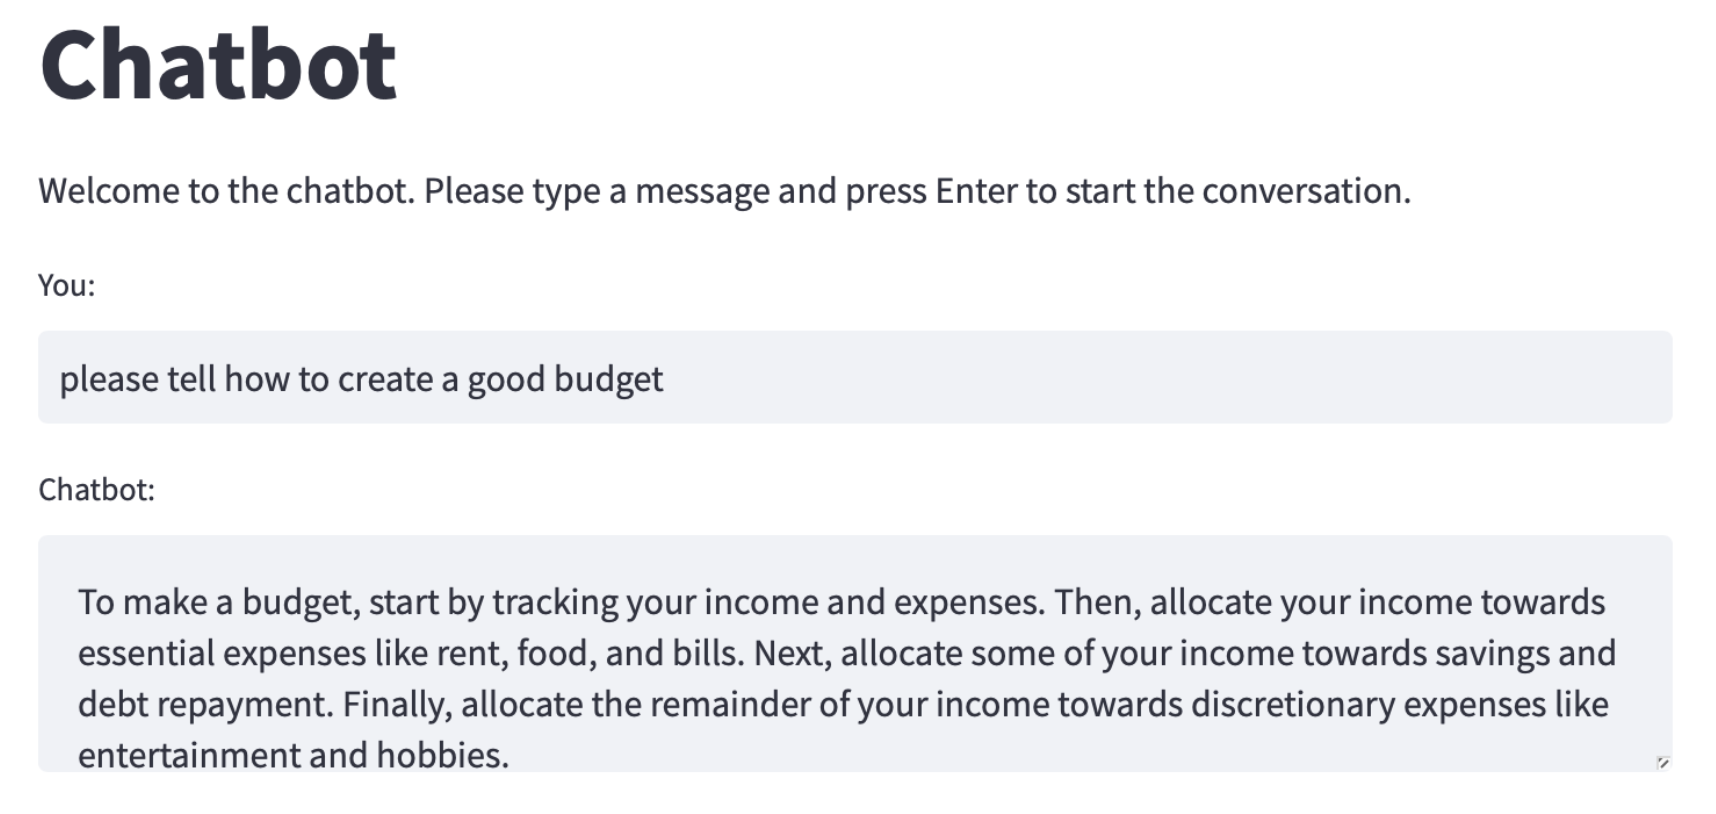 Chatbot
Welcome to the chatbot. Please type a message and press Enter to start the conversation.
You:
please tell how to create a good budget
Chatbot:
To make a budget, start by tracking your income and expenses. Then, allocate your income towards
essential expenses like rent, food, and bills. Next, allocate some of your income towards savings and
debt repayment. Finally, allocate the remainder of your income towards discretionary expenses like
entertainment and hobbies.